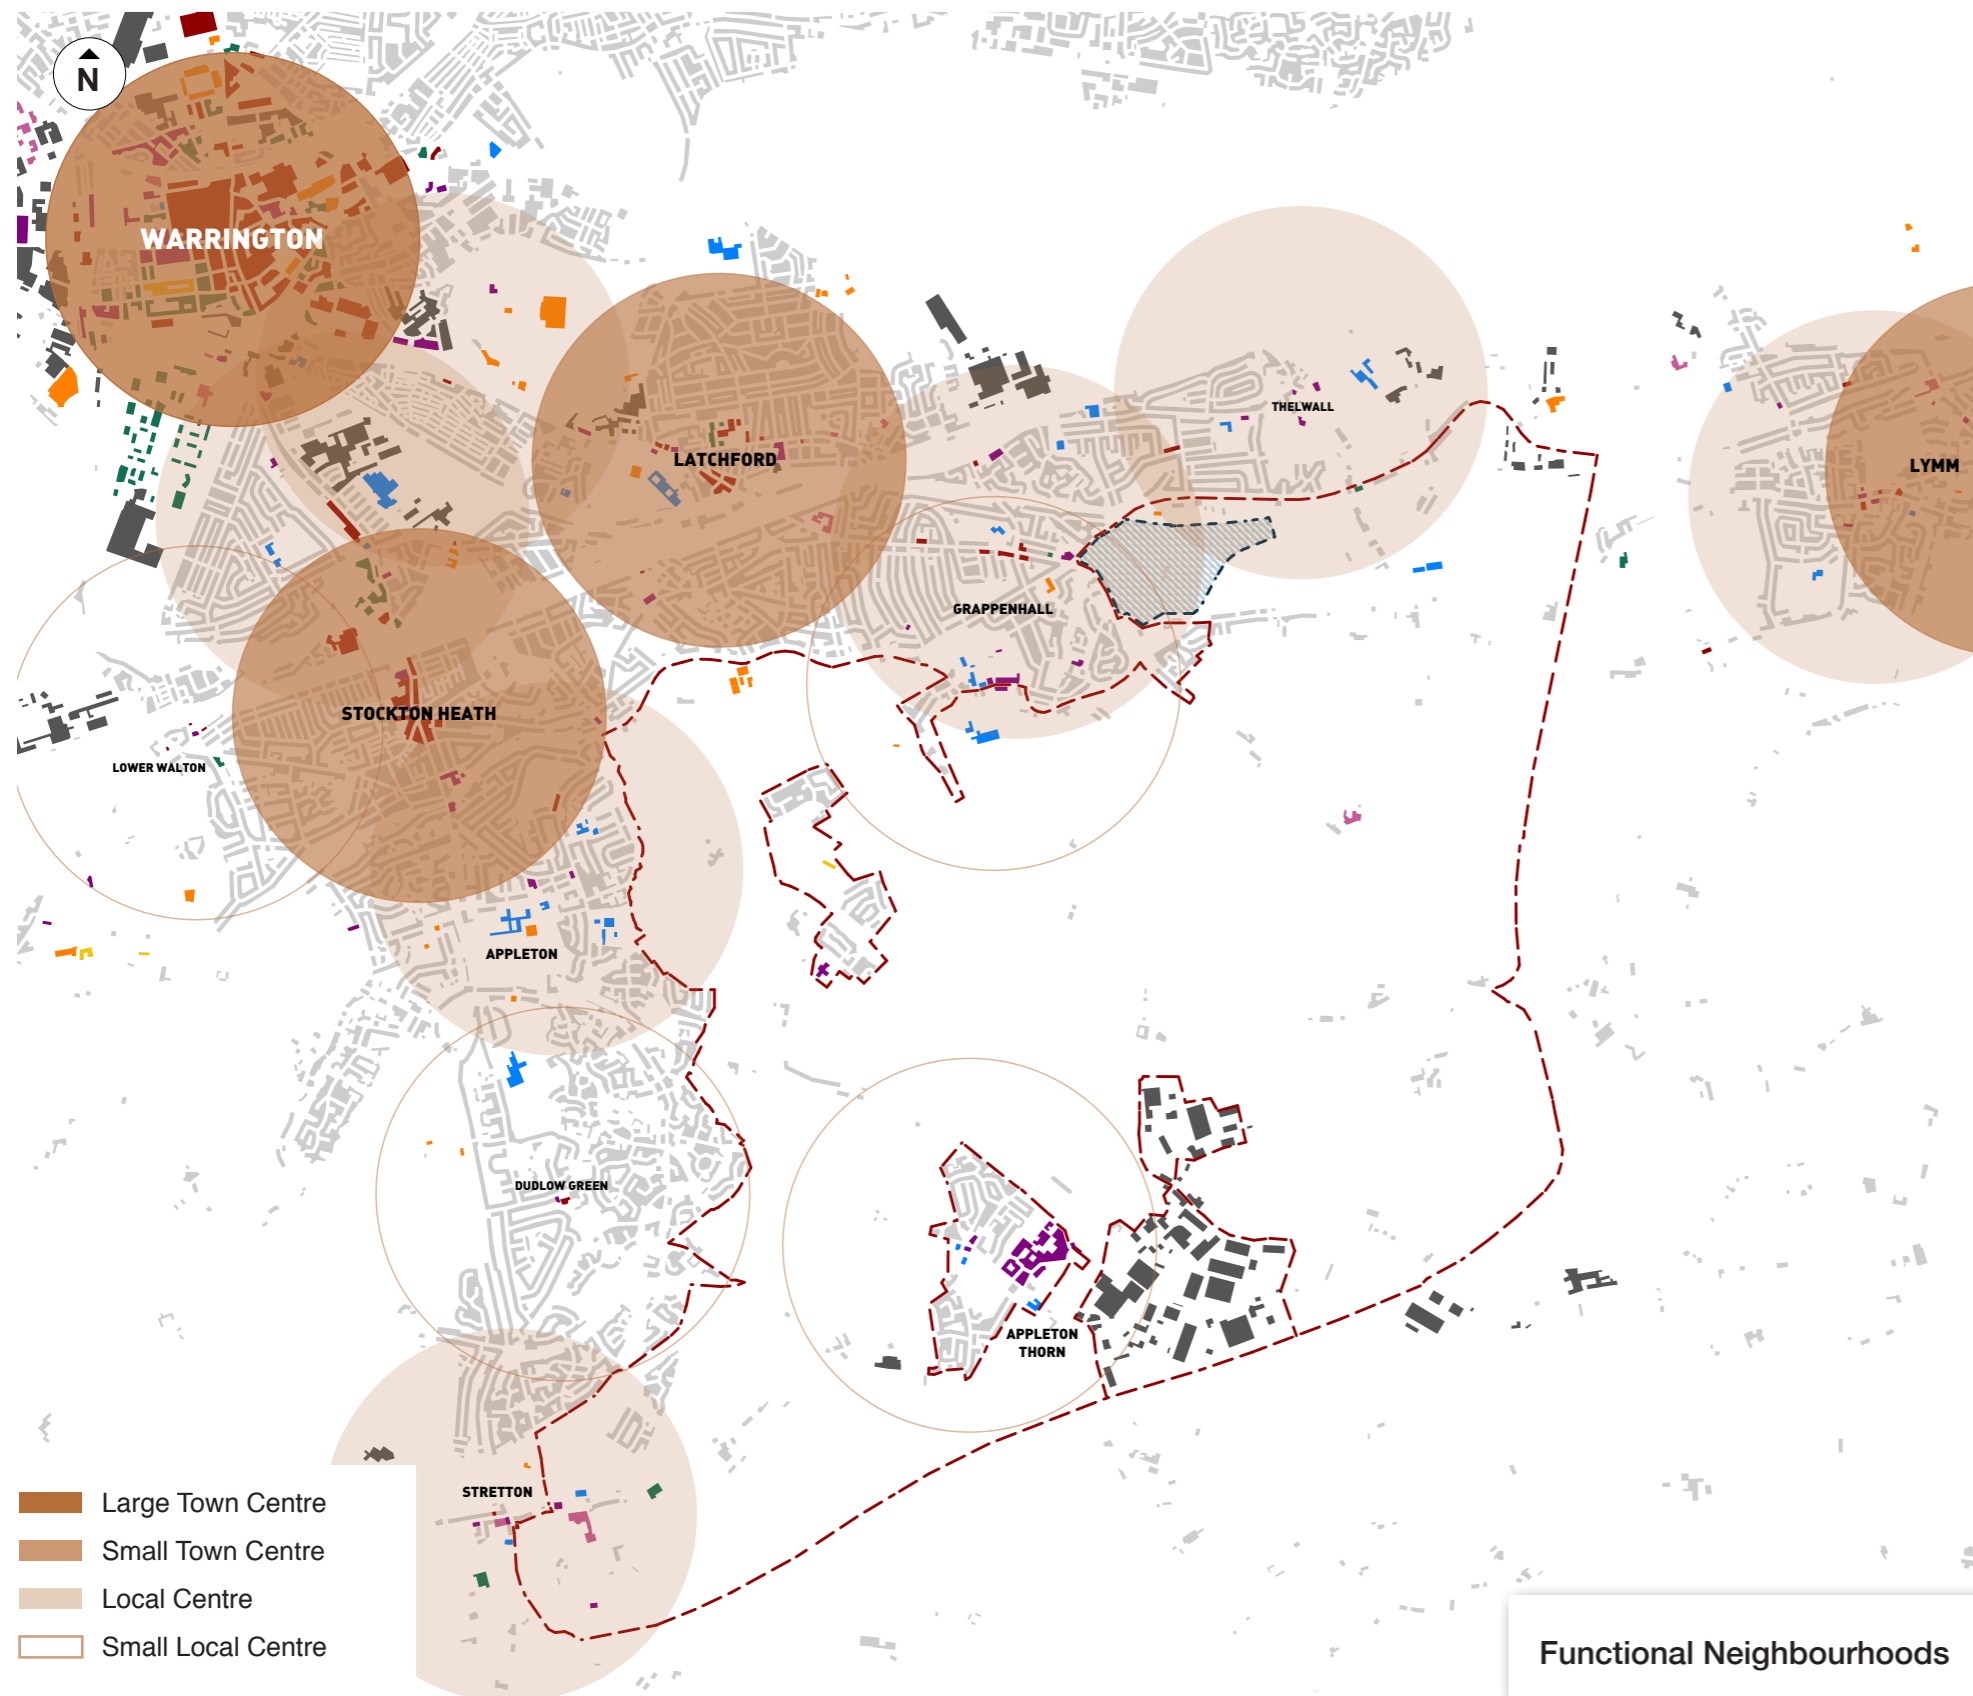 N
WARRINGTON
THELWALL
LATCHFORD
LYMM
GRAPPENHALL
STOCKTON HEATH
LOWER WALTON
APPLETON
DUDLOW GREEN
APPLETON
THORN
STRETTON
Large Town Centre
Small Town Centre
Local Centre
Small Local Centre
Functional Neighbourhoods